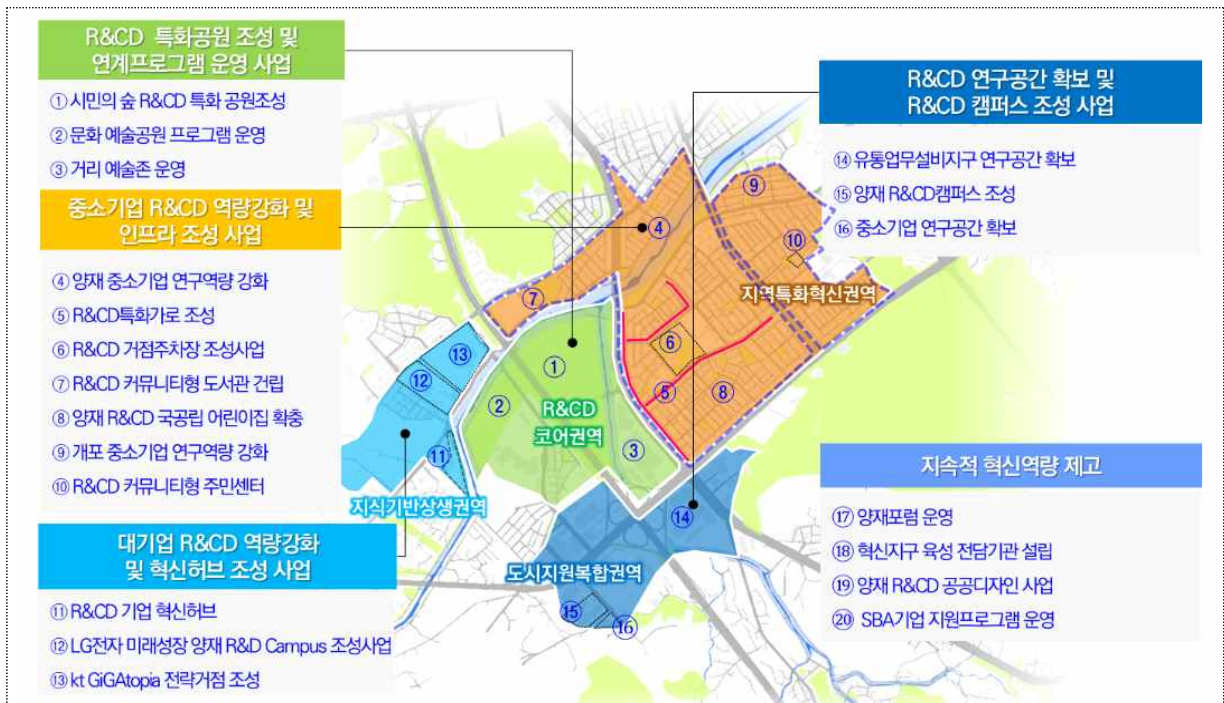 R&CD 특화공원 조성 및
연계프로그램 운영 사업
① 시민의 숲 R&CD 특화 공원조성
② 문화 예술공원 프로그램 운영
③ 거리 예술존 운영
중소기업 R&CD 역량강화 및
인프라 조성 사업
④ 양재 중소기업 연구역량 강화
⑤ R&CD특화가로 조성
⑥ R&CD 거점주차장 조성사업
⑦ R&CD 커뮤니티형 도서관 건립
⑧ 양재 R&CD 국공립 어린이집 확충
⑨ 개포 중소기업 연구역량 강화
⑩ R&CD 커뮤니티형 주민센터
대기업 R&CD 역량강화
및 혁신허브 조성 사업
⑪ R&CD 기업 혁신허브
⑫ LG전자 미래성장 양재 R&D Campus 조성사업
⑬ kt GiGAtopia 전략거점 조성
⑨
④
⑩
지역특화혁신권역
⑦
⑬
⑥
①
⑫
⑤
⑧
②
R&CD
코어권역
③
⑪
지식기반상생권역
⑭
도시지원복합권역
⑮
⑯
R&CD 연구공간 확보 및
R&CD 캠퍼스 조성 사업
⑭ 유통업무설비지구 연구공간 확보
⑮ 양재 R&CD캠퍼스 조성
⑯ 중소기업 연구공간 확보
지속적 혁신역량 제고
⑰ 양재포럼 운영
⑱ 혁신지구 육성 전담기관 설립
⑲ 양재 R&CD 공공디자인 사업
⑳ SBA기업 지원프로그램 운영